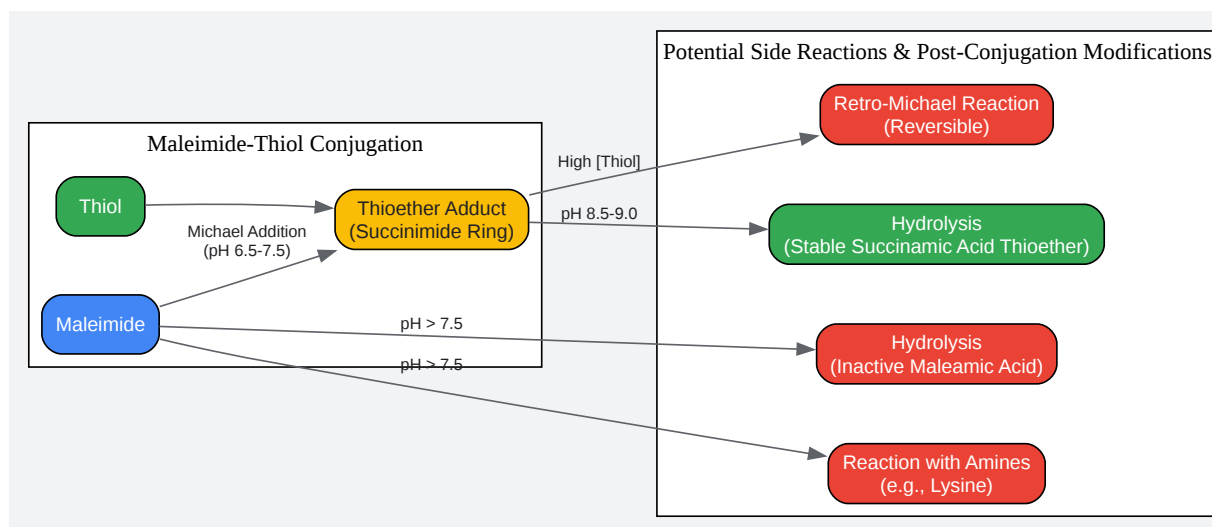 Potential Side Reactions & Post-Conjugation Modifications
Retro-Michael Reaction
(Reversible)
Maleimide-Thiol Conjugation
High [Thiol]
Thiol
Thioether Adduct
(Succinimide Ring)
pH 8.5-9.0
Hydrolysis
(Stable Succinamic Acid Thioether)
Michael Addition
(pH 6.5-7.5)
Maleimide
pH > 7.5
Hydrolysis
(Inactive Maleamic Acid)
pH > 7.5
Reaction with Amines
(e.g., Lysine)